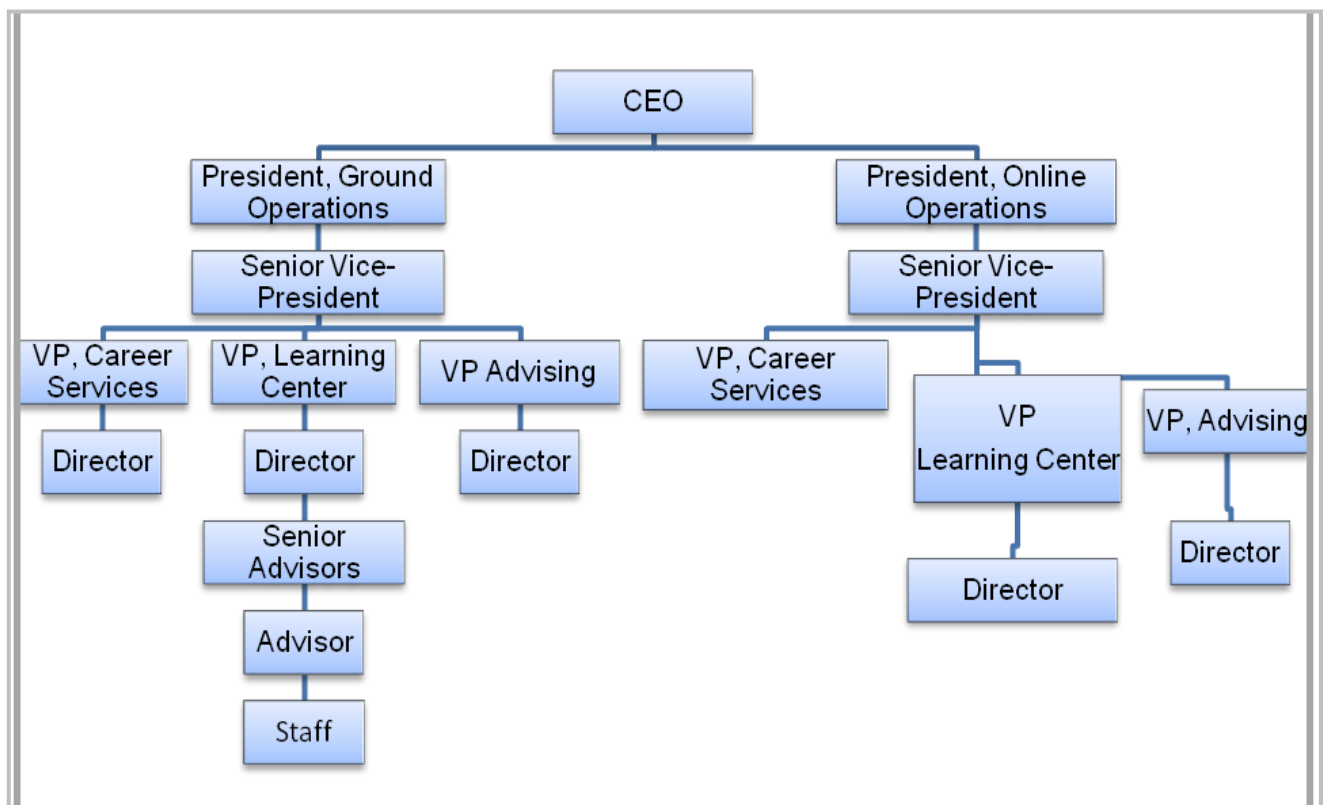 CEO
President, Ground
Operations
President, Online
Operations
Senior Vice-
President
Senior Vice-
President
VP, Career
Services
VP, Learning
Center
VP Advising
VP, Career
Services
VP
Learning Center
VP, Advising
Director
Director
Director
Director
Director
Senior
Advisors
Advisor
Staff